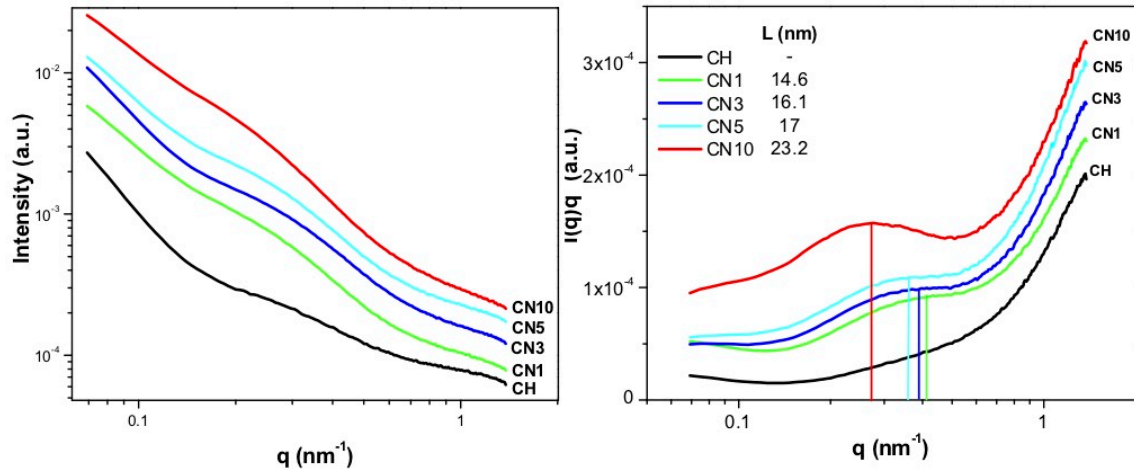 10⁻²
10⁻³
10⁻⁴
Intensity (a.u.)
0.1
1
q (nm⁻¹)
CN10
CN5
CN3
CN1
CH
3x10⁻⁴
2x10⁻⁴
1x10⁻⁴
0
I(q)q (a.u.)
L (nm)
CH -
CN1 14.6
CN3 16.1
CN5 17
CN10 23.2
CN10
CN5
CN3
CN1
CH
0.1
1
q (nm⁻¹)